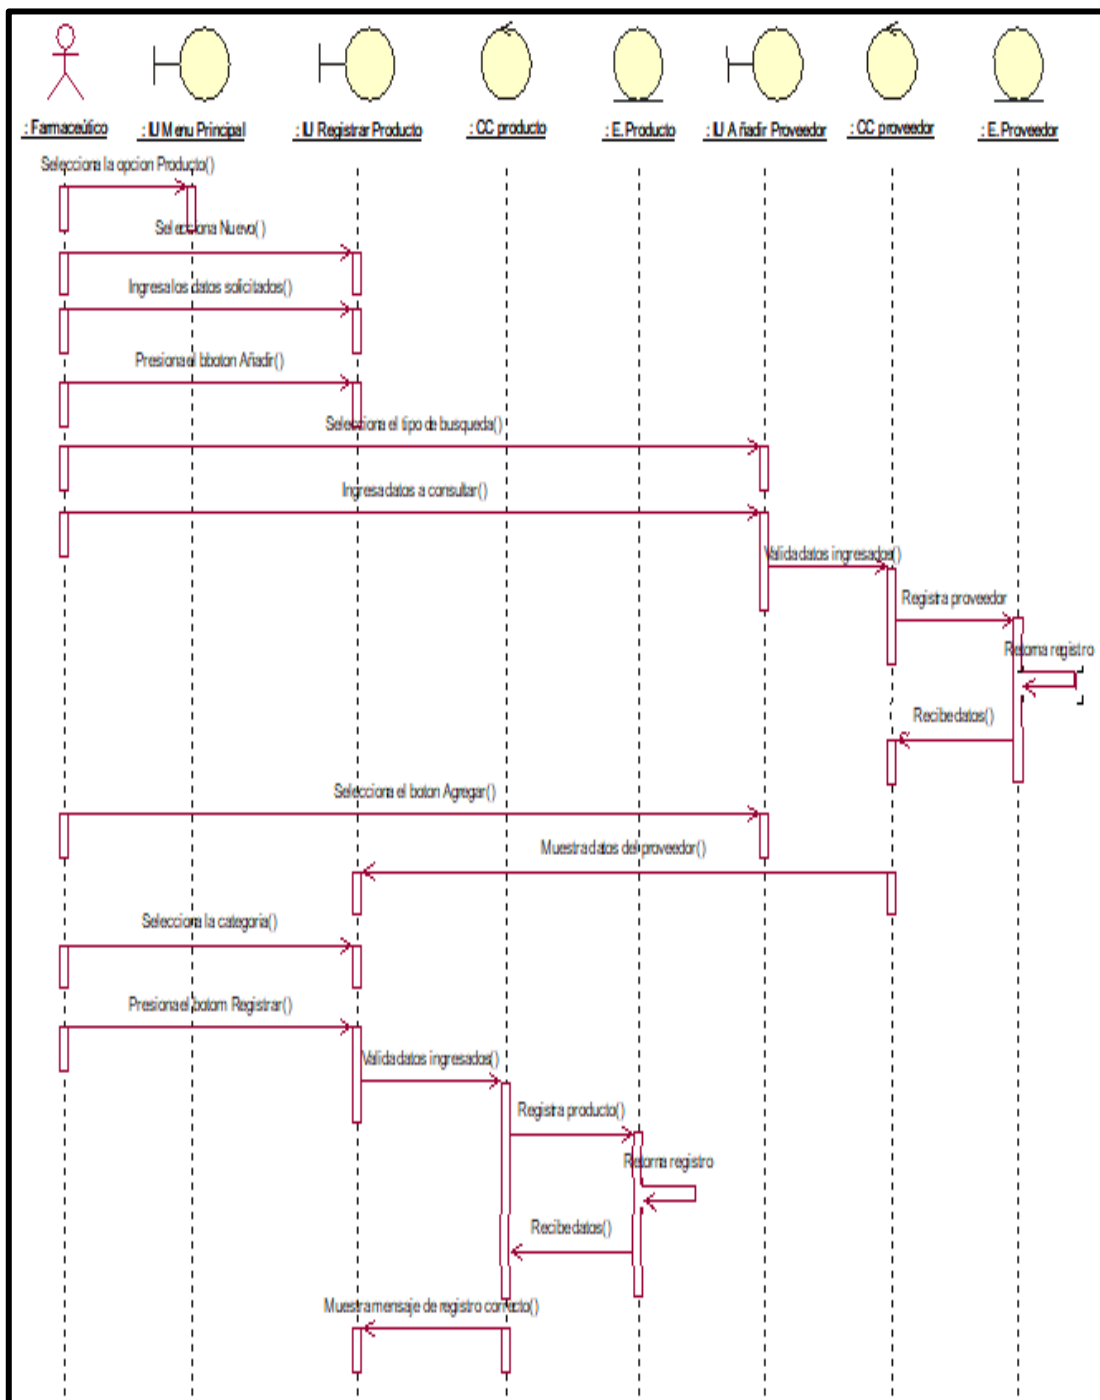 : Farmaceútico
: IU Menu Principal
: IU Registrar Producto
: CC producto
: E.Producto
: IU Añadir Proveedor
: CC proveedor
: E.Proveedor
Selecciona la opcion Producto()
Selecciona Nuevo( )
Ingresa los datos solicitados()
Presiona el bboton Añadir()
Selecciona el tipo de busqueda()
Ingresa datos a consultar()
Valida datos ingresados()
Registra proveedor
Retorna registro
Recibe datos()
Selecciona el boton Agregar()
Muestra datos del proveedor()
Selecciona la categoria()
Presiona el botom Registrar()
Valida datos ingresados()
Registra producto()
Retorna registro
Recibe datos()
Muestra mensaje de registro correcto()